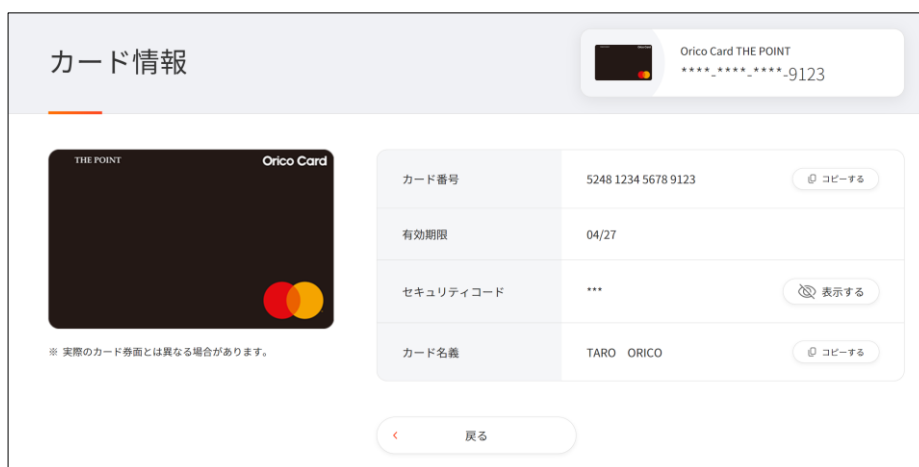 カード情報
Orico Card THE POINT
****-****-****-9123
THE POINT
Orico Card
カード番号
5248 1234 5678 9123
コピーする
有効期限
04/27
セキュリティコード
***
表示する
カード名義
TARO ORICO
コピーする
※ 実際のカード券面とは異なる場合があります。
戻る